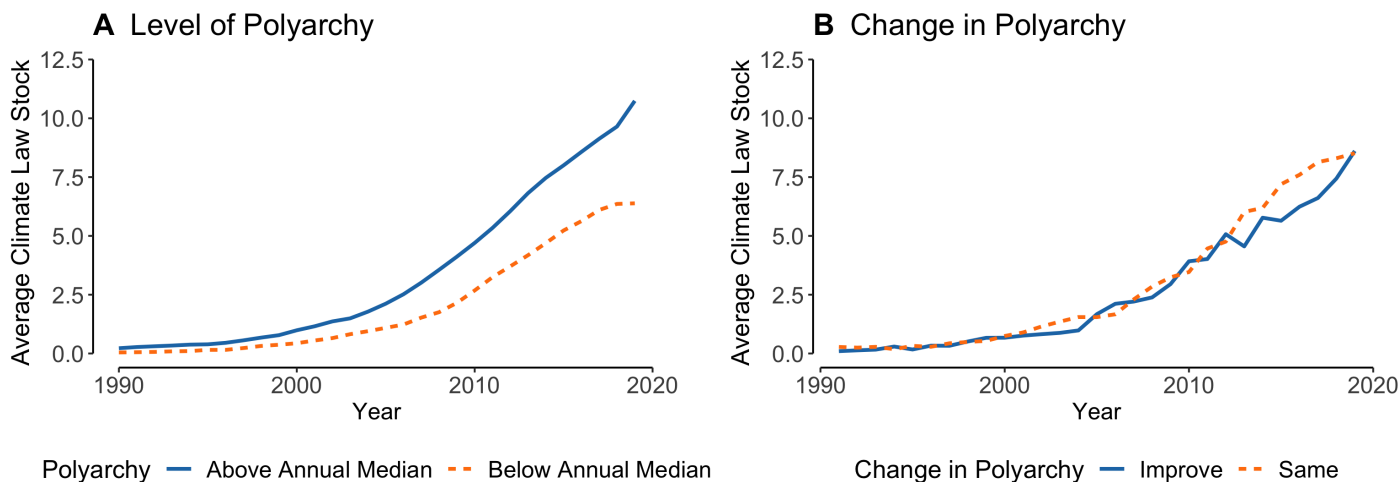 A Level of Polyarchy
Average Climate Law Stock
12.5
10.0
7.5
5.0
2.5
0.0
1990 2000 2010 2020
Year
Polyarchy Above Annual Median Below Annual Median
B Change in Polyarchy
Average Climate Law Stock
12.5
10.0
7.5
5.0
2.5
0.0
1990 2000 2010 2020
Year
Change in Polyarchy Improve Same